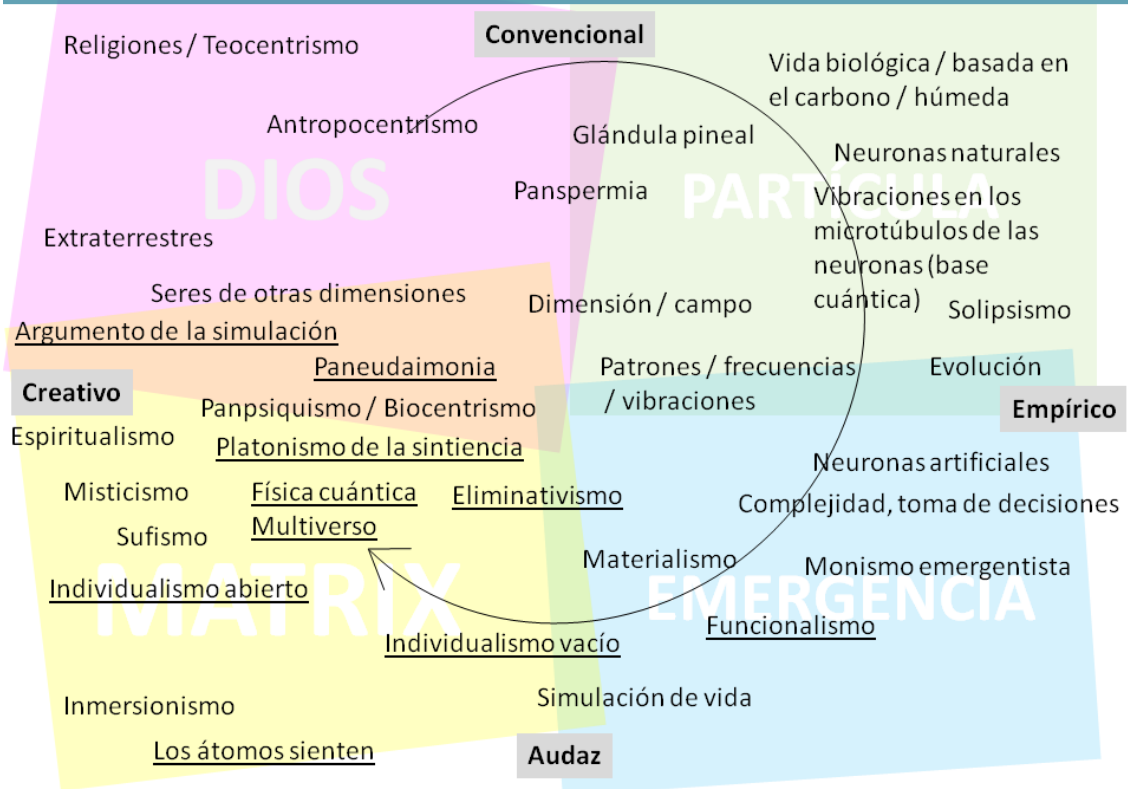 Convencional
Religiones / Teocentrismo
Vida biológica / basada en
el carbono / húmeda
Antropocentrismo
Glándula pineal
Neuronas naturales
DIOS
Panspermia
PARTÍCULA
Vibraciones en los
microtúbulos de las
neuronas (base
cuántica)
Extraterrestres
Seres de otras dimensiones
Dimensión / campo
Solipsismo
Argumento de la simulación
Paneudaimonia
Patrones / frecuencias
/ vibraciones
Evolución
Creativo
Empírico
Panpsiquismo / Biocentrismo
Espiritualismo
Platonismo de la sintiencia
Neuronas artificiales
Misticismo
Física cuántica
Multiverso
Eliminativismo
Complejidad, toma de decisiones
Sufismo
Materialismo
Monismo emergentista
Individualismo abierto
MATRIX
EMERGENCIA
Funcionalismo
Individualismo vacío
Inmersionismo
Simulación de vida
Los átomos sienten
Audaz